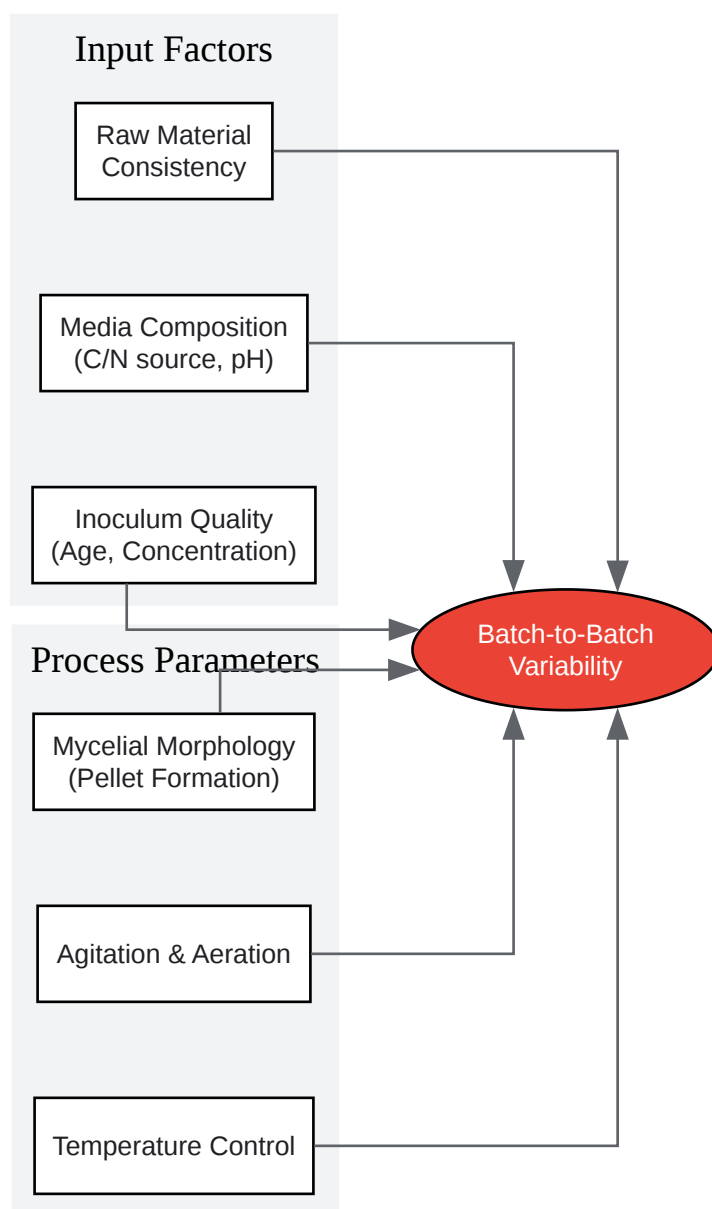 Input Factors
Raw Material
Consistency
Media Composition
(C/N source, pH)
Inoculum Quality
(Age, Concentration)
Batch-to-Batch
Variability
Process Parameters
Mycelial Morphology
(Pellet Formation)
Agitation & Aeration
Temperature Control